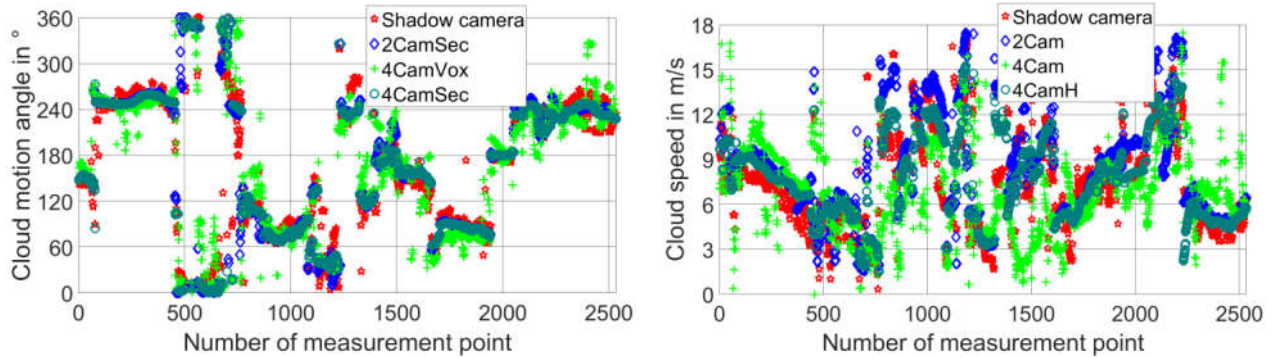 Cloud motion angle in °
360
300
240
180
120
60
0
0 500 1000 1500 2000 2500
Number of measurement point
Shadow camera
2CamSec
4CamVox
4CamSec
Cloud speed in m/s
18
15
12
9
6
3
0
0 500 1000 1500 2000 2500
Number of measurement point
Shadow camera
2Cam
4Cam
4CamH